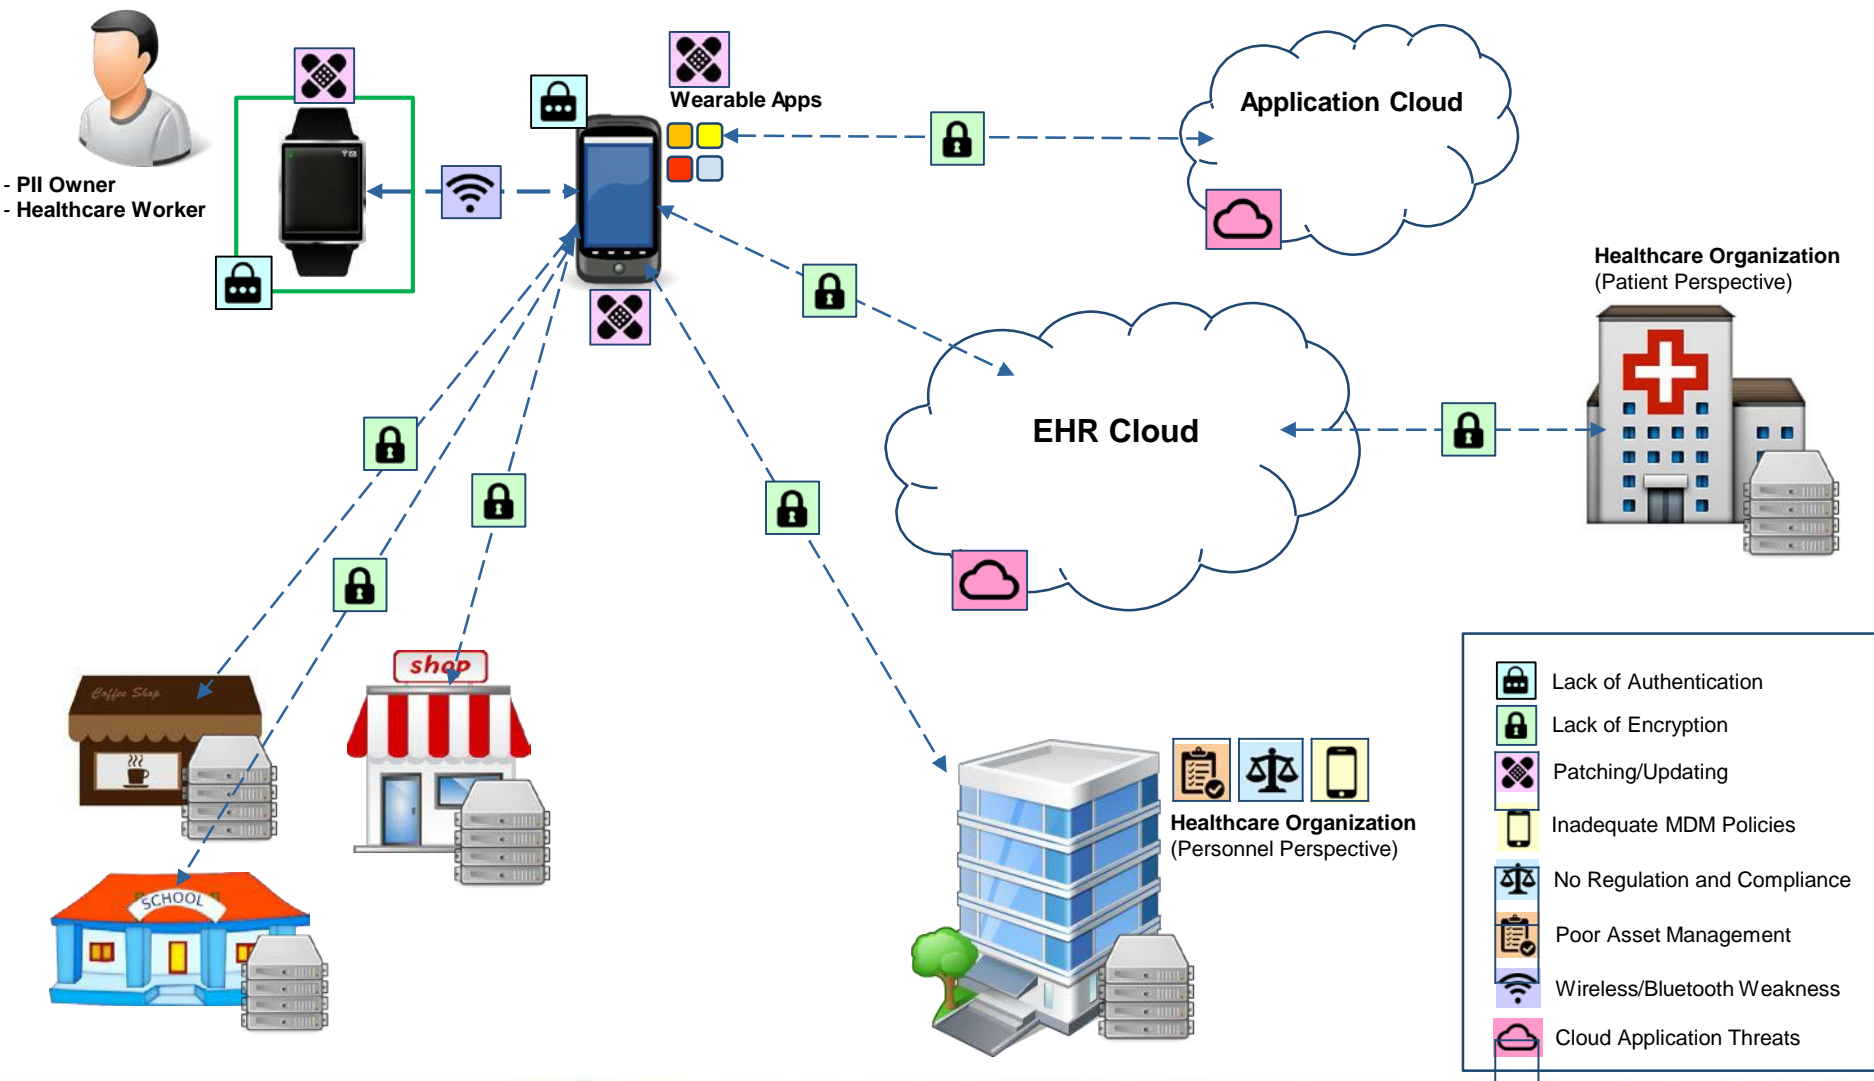 Wearable Apps
Application Cloud
- PII Owner
- Healthcare Worker
Healthcare Organization
(Patient Perspective)
EHR Cloud
shop
Coffee Shop
SCHOOL
Healthcare Organization
(Personnel Perspective)
Lack of Authentication
Lack of Encryption
Patching/Updating
Inadequate MDM Policies
No Regulation and Compliance
Poor Asset Management
Wireless/Bluetooth Weakness
Cloud Application Threats